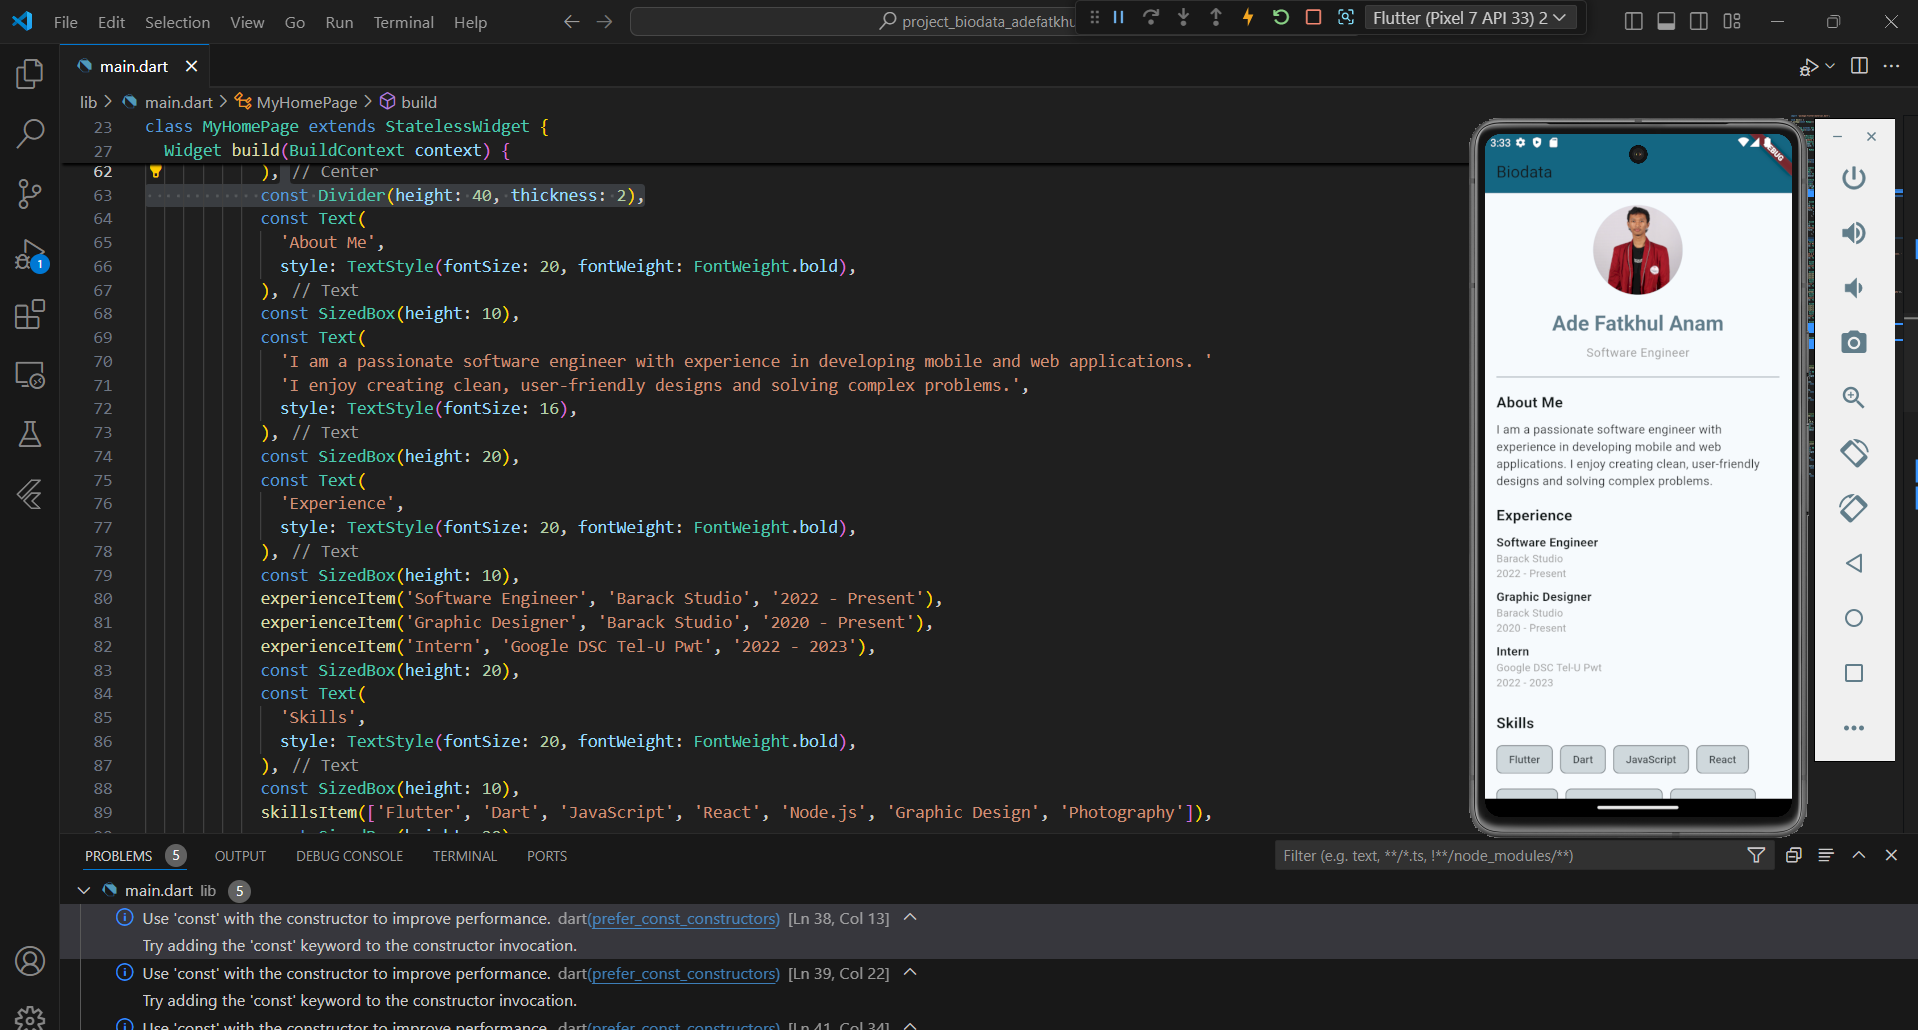 File Edit Selection View Go Run Terminal Help
project_biodata_adefatkhu
Flutter (Pixel 7 API 33) 2
main.dart
lib > main.dart > MyHomePage > build
23 class MyHomePage extends StatelessWidget {
27 Widget build(BuildContext context) {
62 ), // Center
63 const Divider(height: 40, thickness: 2),
64 const Text(
65 'About Me',
66 style: TextStyle(fontSize: 20, fontWeight: FontWeight.bold),
67 ), // Text
68 const SizedBox(height: 10),
69 const Text(
70 'I am a passionate software engineer with experience in developing mobile and web applications. '
71 'I enjoy creating clean, user-friendly designs and solving complex problems.',
72 style: TextStyle(fontSize: 16),
73 ), // Text
74 const SizedBox(height: 20),
75 const Text(
76 'Experience',
77 style: TextStyle(fontSize: 20, fontWeight: FontWeight.bold),
78 ), // Text
79 const SizedBox(height: 10),
80 experienceItem('Software Engineer', 'Barack Studio', '2022 - Present'),
81 experienceItem('Graphic Designer', 'Barack Studio', '2020 - Present'),
82 experienceItem('Intern', 'Google DSC Tel-U Pwt', '2022 - 2023'),
83 const SizedBox(height: 20),
84 const Text(
85 'Skills',
86 style: TextStyle(fontSize: 20, fontWeight: FontWeight.bold),
87 ), // Text
88 const SizedBox(height: 10),
89 skillsItem(['Flutter', 'Dart', 'JavaScript', 'React', 'Node.js', 'Graphic Design', 'Photography']),
1
3:33
DEBUG
Biodata
Ade Fatkhul Anam
Software Engineer
About Me
I am a passionate software engineer with
experience in developing mobile and web
applications. I enjoy creating clean, user-friendly
designs and solving complex problems.
Experience
Software Engineer
Barack Studio
2022 - Present
Graphic Designer
Barack Studio
2020 - Present
Intern
Google DSC Tel-U Pwt
2022 - 2023
Skills
Flutter Dart JavaScript React
PROBLEMS 5 OUTPUT DEBUG CONSOLE TERMINAL PORTS
Filter (e.g. text, **/*.ts, !**/node_modules/**)
main.dart lib 5
Use 'const' with the constructor to improve performance. dart(prefer_const_constructors) [Ln 38, Col 13]
Try adding the 'const' keyword to the constructor invocation.
Use 'const' with the constructor to improve performance. dart(prefer_const_constructors) [Ln 39, Col 22]
Try adding the 'const' keyword to the constructor invocation.
Use 'const' with the constructor to improve performance. dart(prefer_const_constructors) [Ln 41, Col 34]